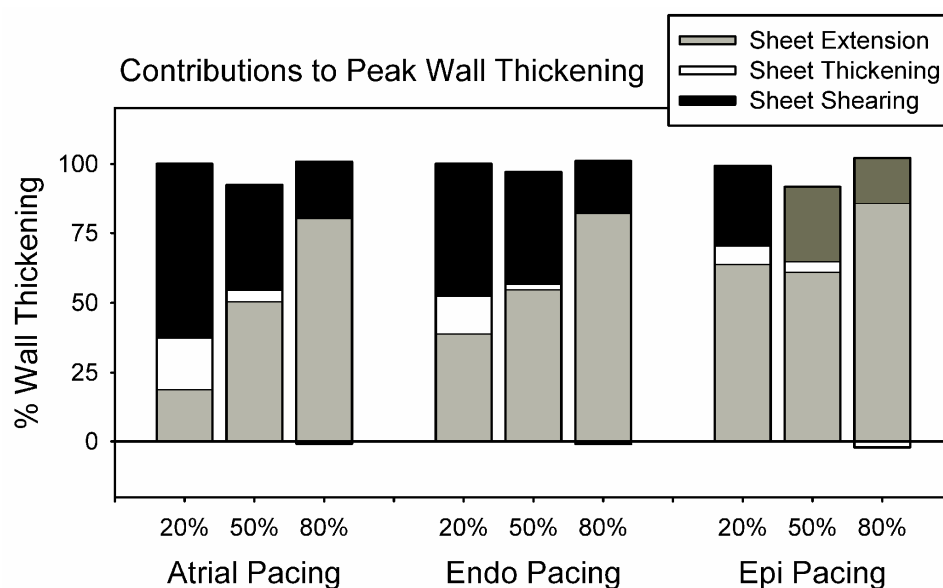 Sheet Extension
Sheet Thickening
Sheet Shearing
Contributions to Peak Wall Thickening
% Wall Thickening
100
75
50
25
0
20% 50% 80% 20% 50% 80% 20% 50% 80%
Atrial Pacing Endo Pacing Epi Pacing